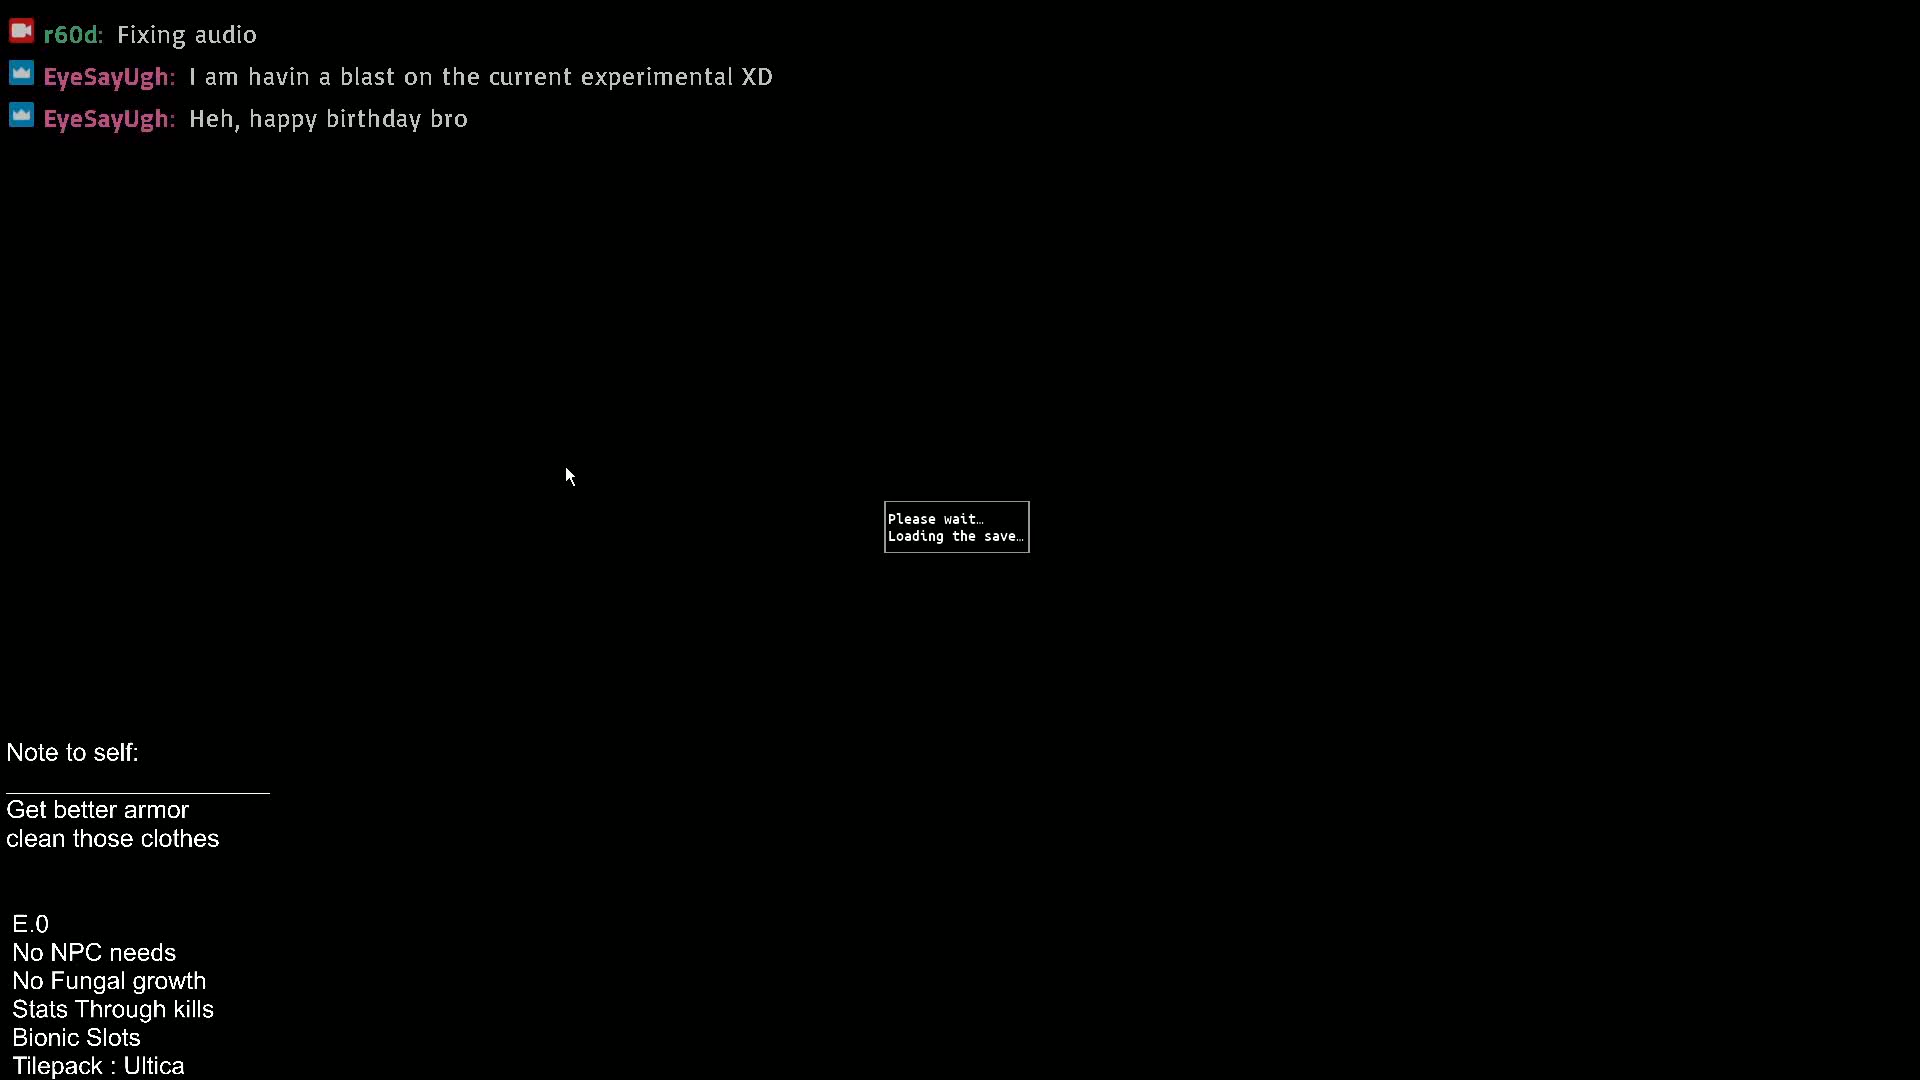 r60d: Fixing audio
EyeSayUgh: I am havin a blast on the current experimental XD
EyeSayUgh: Heh, happy birthday bro
Please wait…
Loading the save…
Note to self:
Get better armor
clean those clothes
E.0
No NPC needs
No Fungal growth
Stats Through kills
Bionic Slots
Tilepack : Ultica